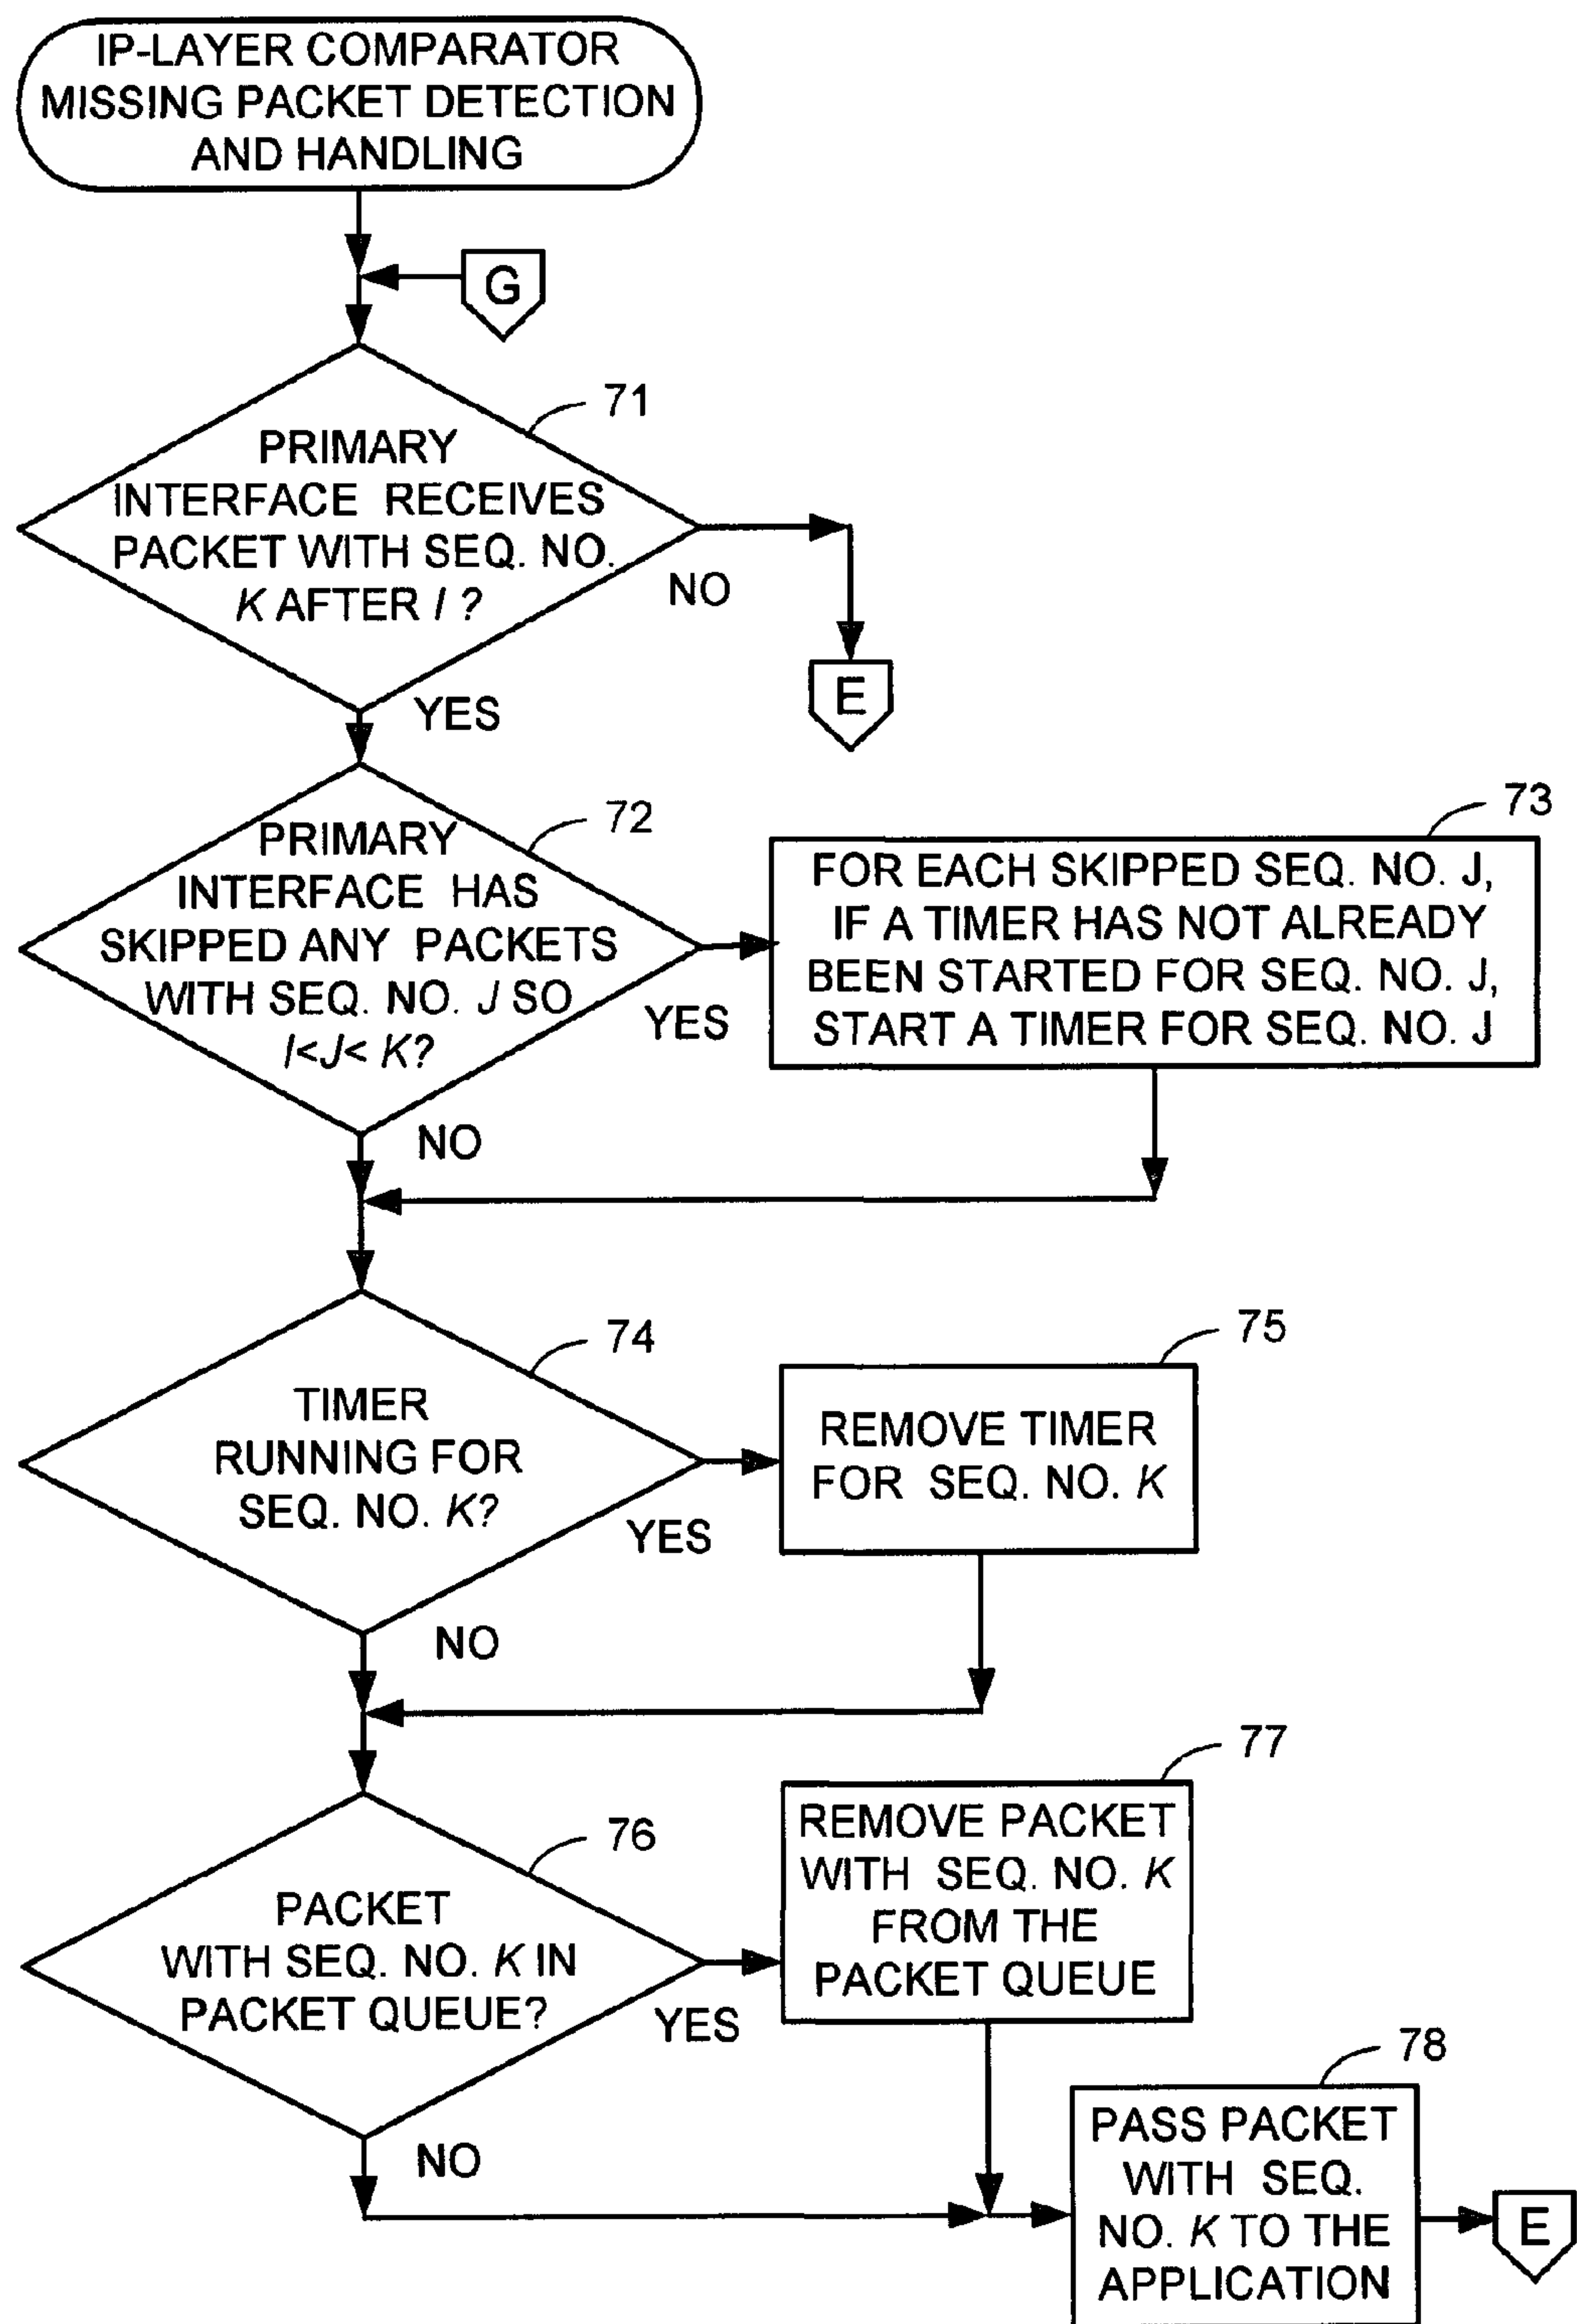 IP-LAYER COMPARATOR
MISSING PACKET DETECTION
AND HANDLING
G
71
PRIMARY
INTERFACE RECEIVES
PACKET WITH SEQ. NO.
K AFTER I ?
NO
E
YES
72
PRIMARY
INTERFACE HAS
SKIPPED ANY PACKETS
WITH SEQ. NO. J SO
I<J< K?
YES
NO
73
FOR EACH SKIPPED SEQ. NO. J,
IF A TIMER HAS NOT ALREADY
BEEN STARTED FOR SEQ. NO. J,
START A TIMER FOR SEQ. NO. J
74
TIMER
RUNNING FOR
SEQ. NO. K?
YES
NO
75
REMOVE TIMER
FOR SEQ. NO. K
76
PACKET
WITH SEQ. NO. K IN
PACKET QUEUE?
YES
NO
77
REMOVE PACKET
WITH SEQ. NO. K
FROM THE
PACKET QUEUE
78
PASS PACKET
WITH SEQ.
NO. K TO THE
APPLICATION
E